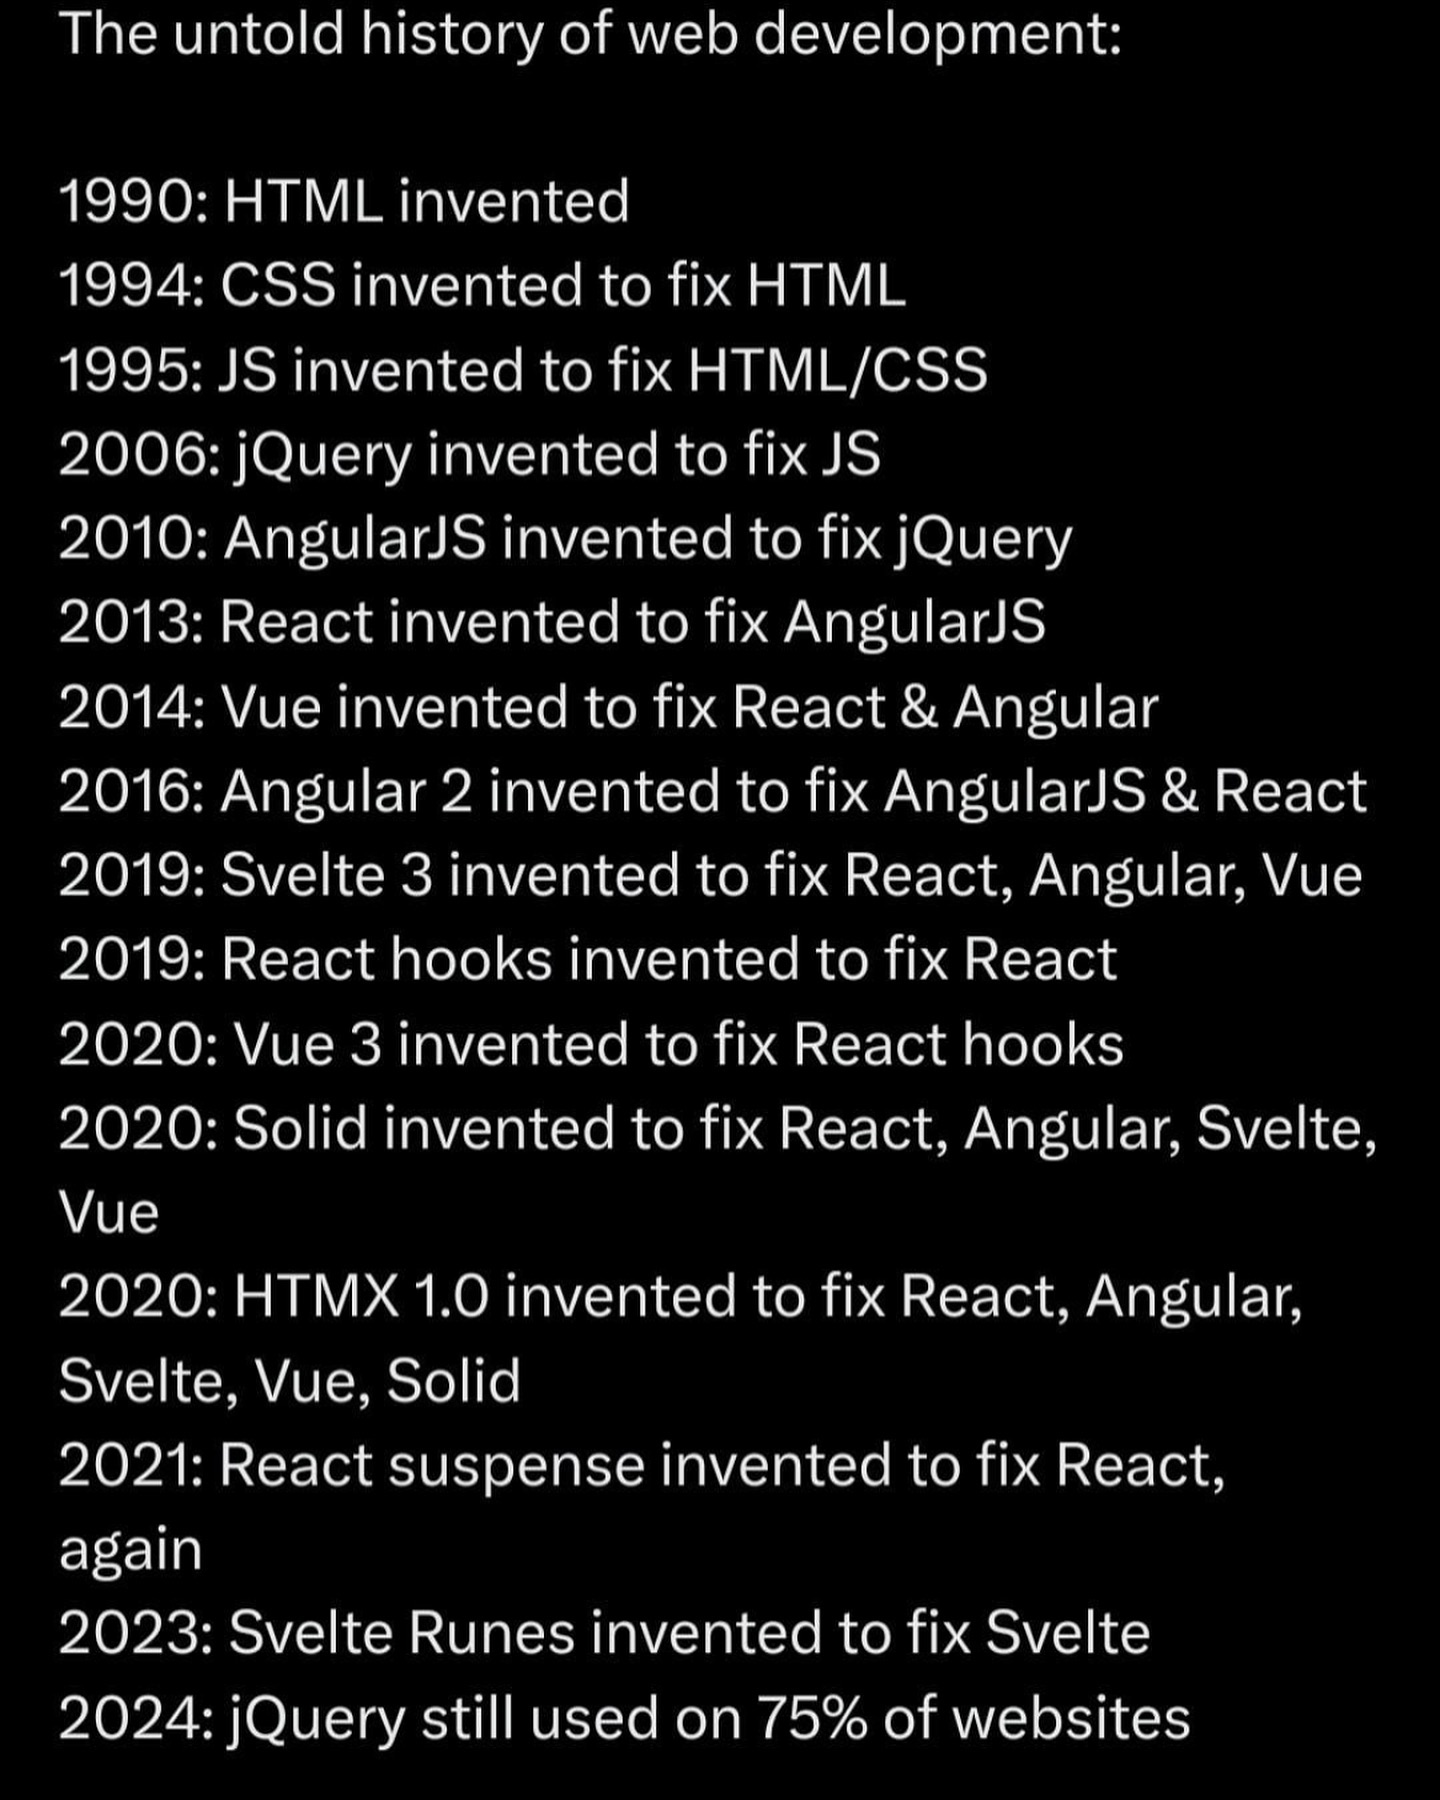 The untold history of web development:
1990: HTML invented
1994: CSS invented to fix HTML
1995: JS invented to fix HTML/CSS
2006: jQuery invented to fix JS
2010: AngularJS invented to fix jQuery
2013: React invented to fix AngularJS
2014: Vue invented to fix React & Angular
2016: Angular 2 invented to fix AngularJS & React
2019: Svelte 3 invented to fix React, Angular, Vue
2019: React hooks invented to fix React
2020: Vue 3 invented to fix React hooks
2020: Solid invented to fix React, Angular, Svelte,
Vue
2020: HTMX 1.0 invented to fix React, Angular,
Svelte, Vue, Solid
2021: React suspense invented to fix React,
again
2023: Svelte Runes invented to fix Svelte
2024: jQuery still used on 75% of websites